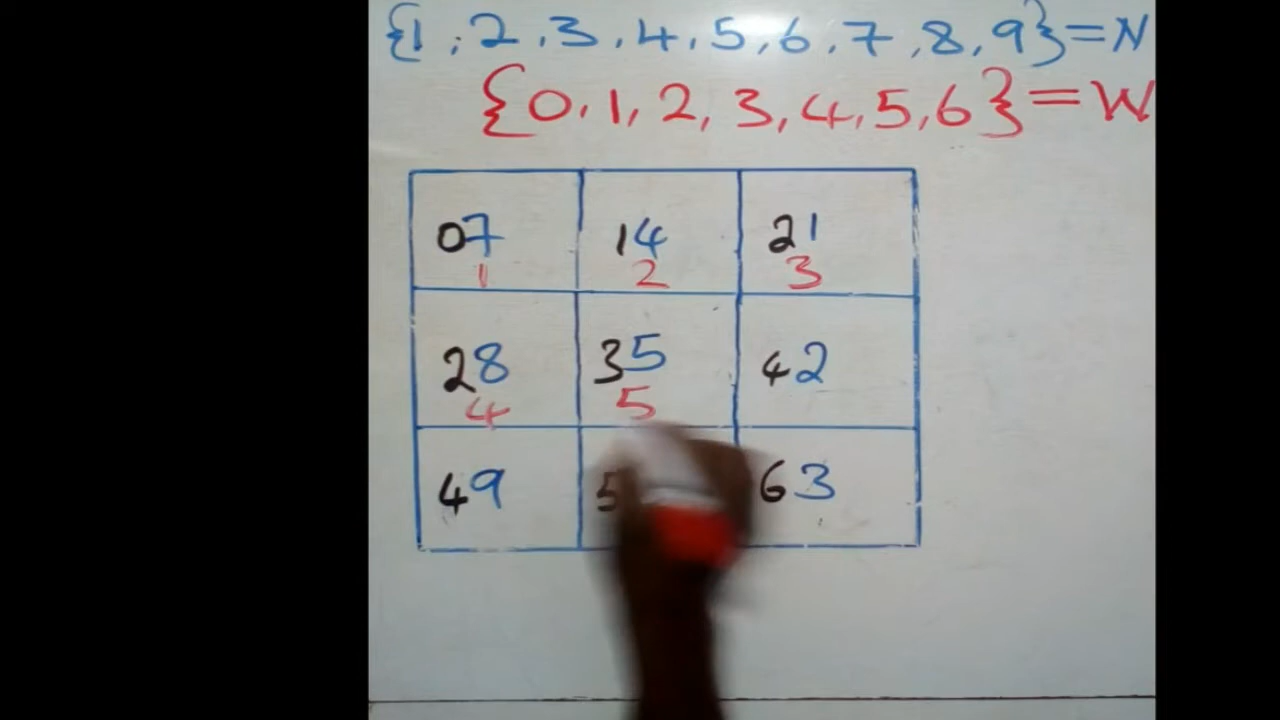 {1,2,3,4,5,6,7,8,9}=N
{0,1,2,3,4,5,6}=W
07 14 21
1 2 3
28 35 42
4 5
49 5 63